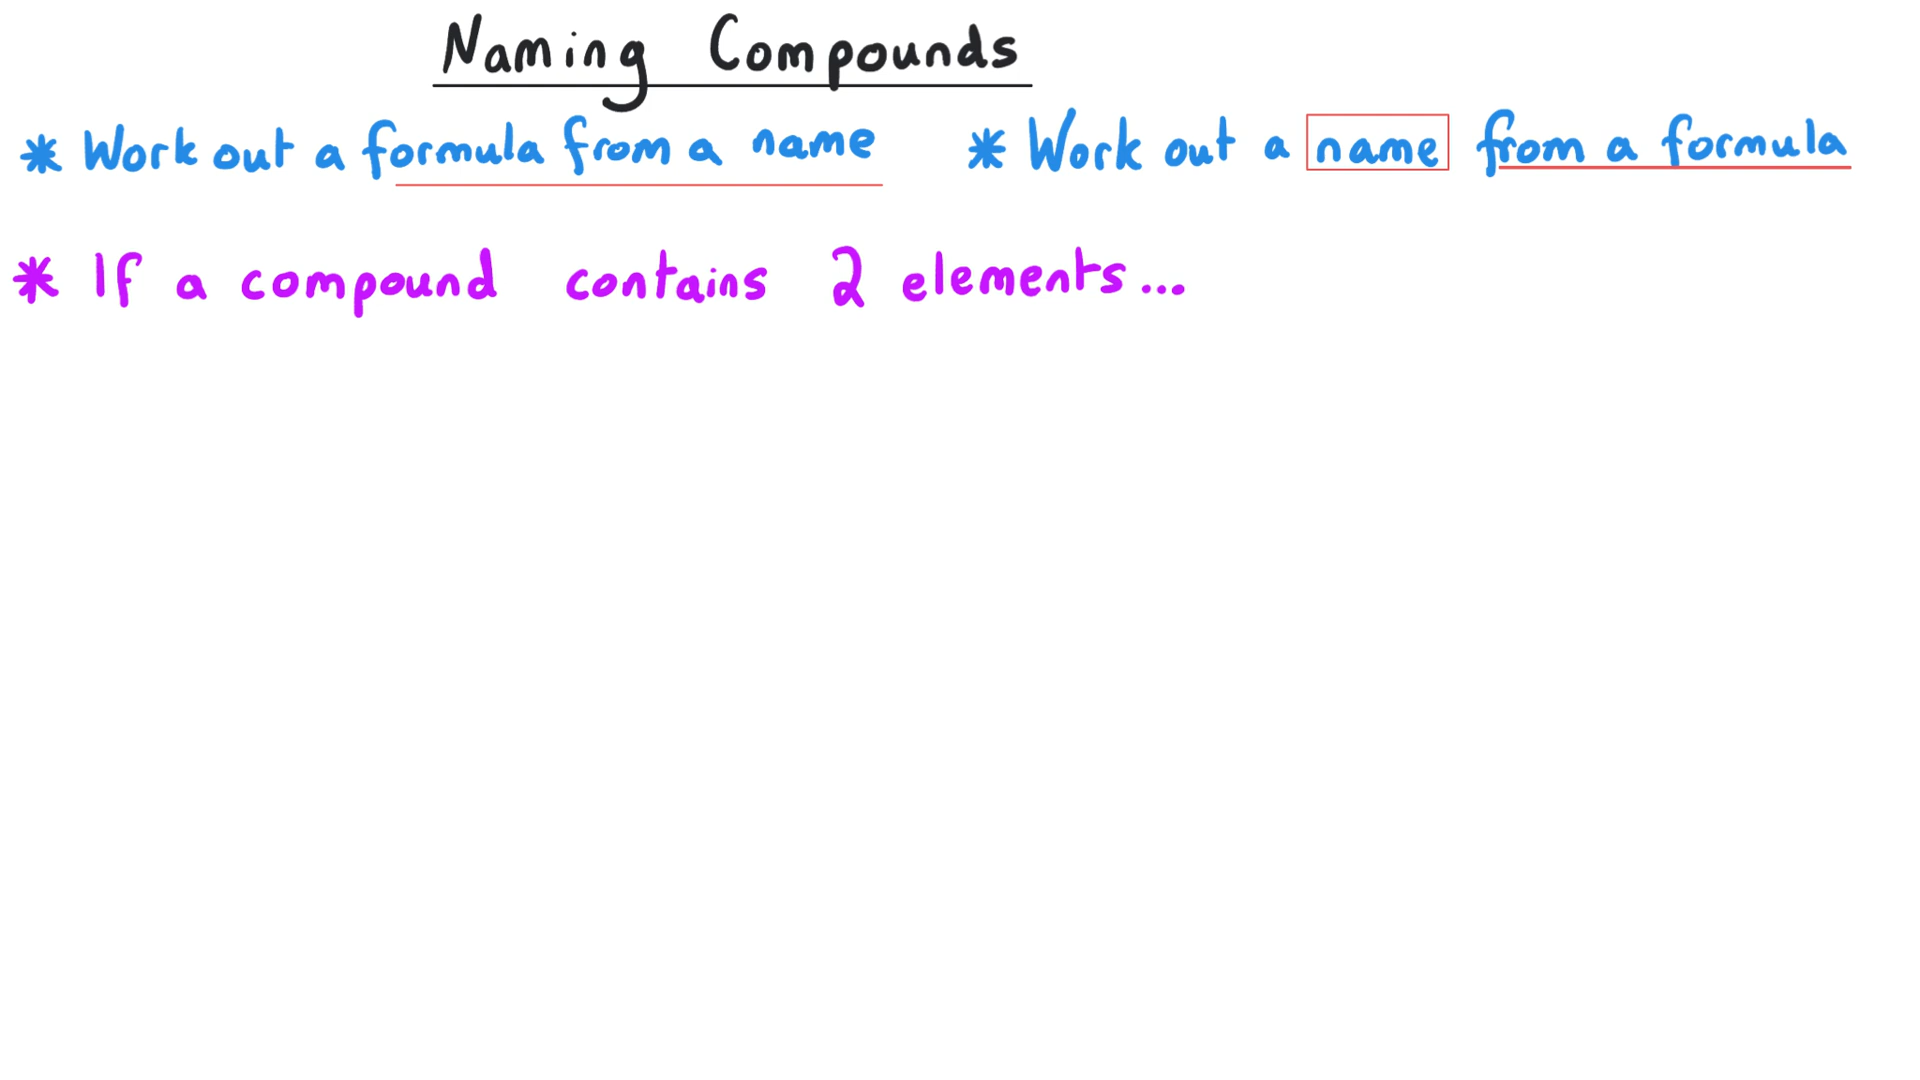 Naming Compounds
* Work out a formula from a name
* Work out a name from a formula
* If a compound contains 2 elements...